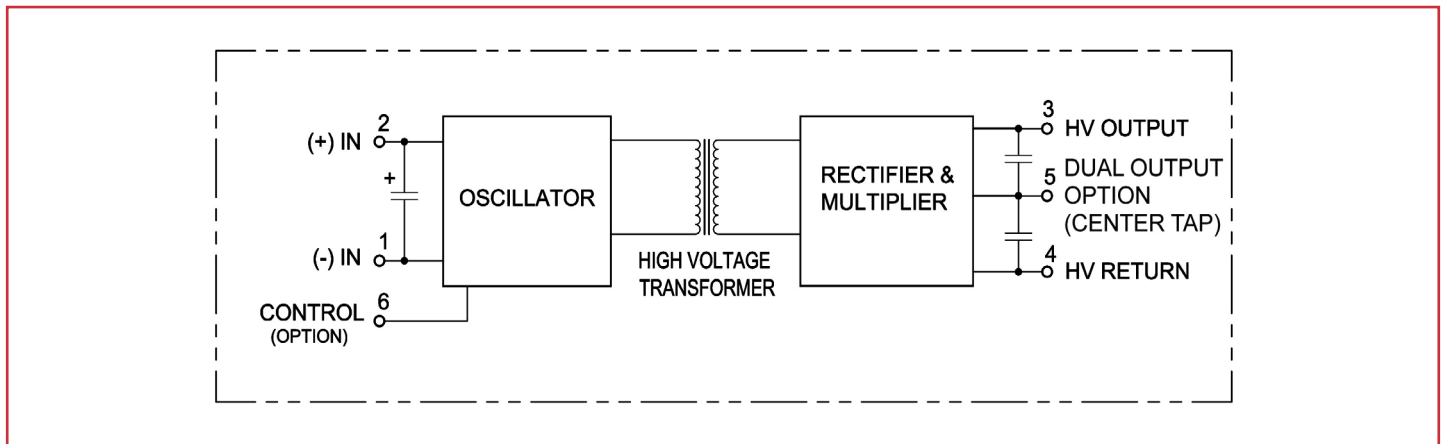 2
(+) IN
+
1
(-) IN
6
CONTROL
(OPTION)
OSCILLATOR
HIGH VOLTAGE
TRANSFORMER
RECTIFIER &
MULTIPLIER
3
HV OUTPUT
5
DUAL OUTPUT
OPTION
(CENTER TAP)
4
HV RETURN